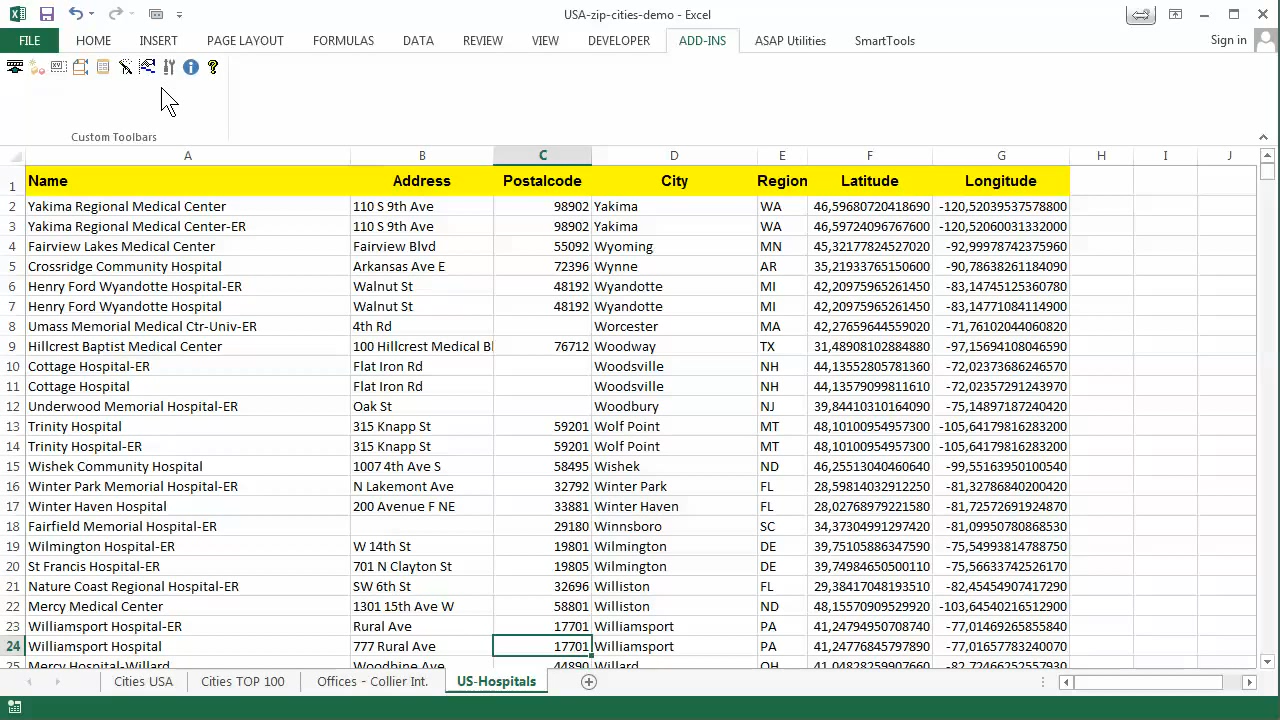 USA-zip-cities-demo - Excel
FILE HOME INSERT PAGE LAYOUT FORMULAS DATA REVIEW VIEW DEVELOPER ADD-INS ASAP Utilities SmartTools Sign in
Custom Toolbars
A B C D E F G H I J
1 Name Address Postalcode City Region Latitude Longitude
2 Yakima Regional Medical Center 110 S 9th Ave 98902 Yakima WA 46,59680720418690 -120,52039537578800
3 Yakima Regional Medical Center-ER 110 S 9th Ave 98902 Yakima WA 46,59724096767600 -120,52060031332000
4 Fairview Lakes Medical Center Fairview Blvd 55092 Wyoming MN 45,32177824527020 -92,99978742375960
5 Crossridge Community Hospital Arkansas Ave E 72396 Wynne AR 35,21933765150600 -90,78638261184090
6 Henry Ford Wyandotte Hospital-ER Walnut St 48192 Wyandotte MI 42,20975965261450 -83,14745125360780
7 Henry Ford Wyandotte Hospital Walnut St 48192 Wyandotte MI 42,20975965261450 -83,14771084114900
8 Umass Memorial Medical Ctr-Univ-ER 4th Rd Worcester MA 42,27659644559020 -71,76102044060820
9 Hillcrest Baptist Medical Center 100 Hillcrest Medical Bl 76712 Woodway TX 31,48908102884880 -97,15694108046590
10 Cottage Hospital-ER Flat Iron Rd Woodsville NH 44,13552805781360 -72,02373686246570
11 Cottage Hospital Flat Iron Rd Woodsville NH 44,13579099811610 -72,02357291243970
12 Underwood Memorial Hospital-ER Oak St Woodbury NJ 39,84410310164090 -75,14897187240420
13 Trinity Hospital 315 Knapp St 59201 Wolf Point MT 48,10100954957300 -105,64179816283200
14 Trinity Hospital-ER 315 Knapp St 59201 Wolf Point MT 48,10100954957300 -105,64179816283200
15 Wishek Community Hospital 1007 4th Ave S 58495 Wishek ND 46,25513040460640 -99,55163950100540
16 Winter Park Memorial Hospital-ER N Lakemont Ave 32792 Winter Park FL 28,59814032912250 -81,32786840200420
17 Winter Haven Hospital 200 Avenue F NE 33881 Winter Haven FL 28,02768979221580 -81,72572691924870
18 Fairfield Memorial Hospital-ER 29180 Winnsboro SC 34,37304991297420 -81,09950780868530
19 Wilmington Hospital-ER W 14th St 19801 Wilmington DE 39,75105886347590 -75,54993814788750
20 St Francis Hospital-ER 701 N Clayton St 19805 Wilmington DE 39,74984650500110 -75,56633742526170
21 Nature Coast Regional Hospital-ER SW 6th St 32696 Williston FL 29,38417048193510 -82,45454907417290
22 Mercy Medical Center 1301 15th Ave W 58801 Williston ND 48,15570909529920 -103,64540216512900
23 Williamsport Hospital-ER Rural Ave 17701 Williamsport PA 41,24794950708740 -77,01469265855840
24 Williamsport Hospital 777 Rural Ave 17701 Williamsport PA 41,24776845797890 -77,01657783240070
25 Mercy Hospital-Willard Woodbine Ave 44890 Willard OH 41,04828259907660 -82,72466252557930
Cities USA Cities TOP 100 Offices - Collier Int. US-Hospitals